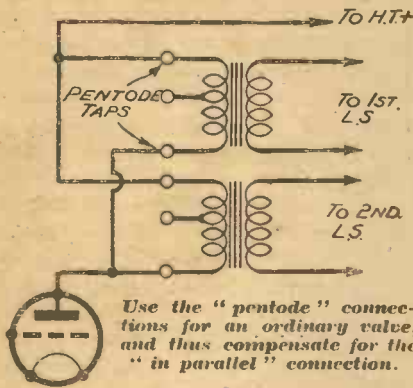 TO H.T.+
PENTODE
TAPS
TO 1ST.
L.S.
TO 2ND.
L.S.
Use the "pentode" connec-
tions for an ordinary valve,
and thus compensate for the
"in parallel" connection.